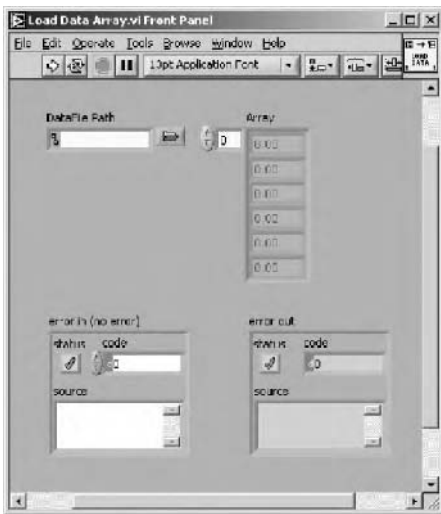 Load Data Array.vi Front Panel
File Edit Operate Tools Browse Window Help
13pt Application Font
LOAD
DATA
DataFile Path
Array
0
0.00
0.00
0.00
0.00
0.00
0.00
error in (no error)
status code
0
source
error out
status code
0
source